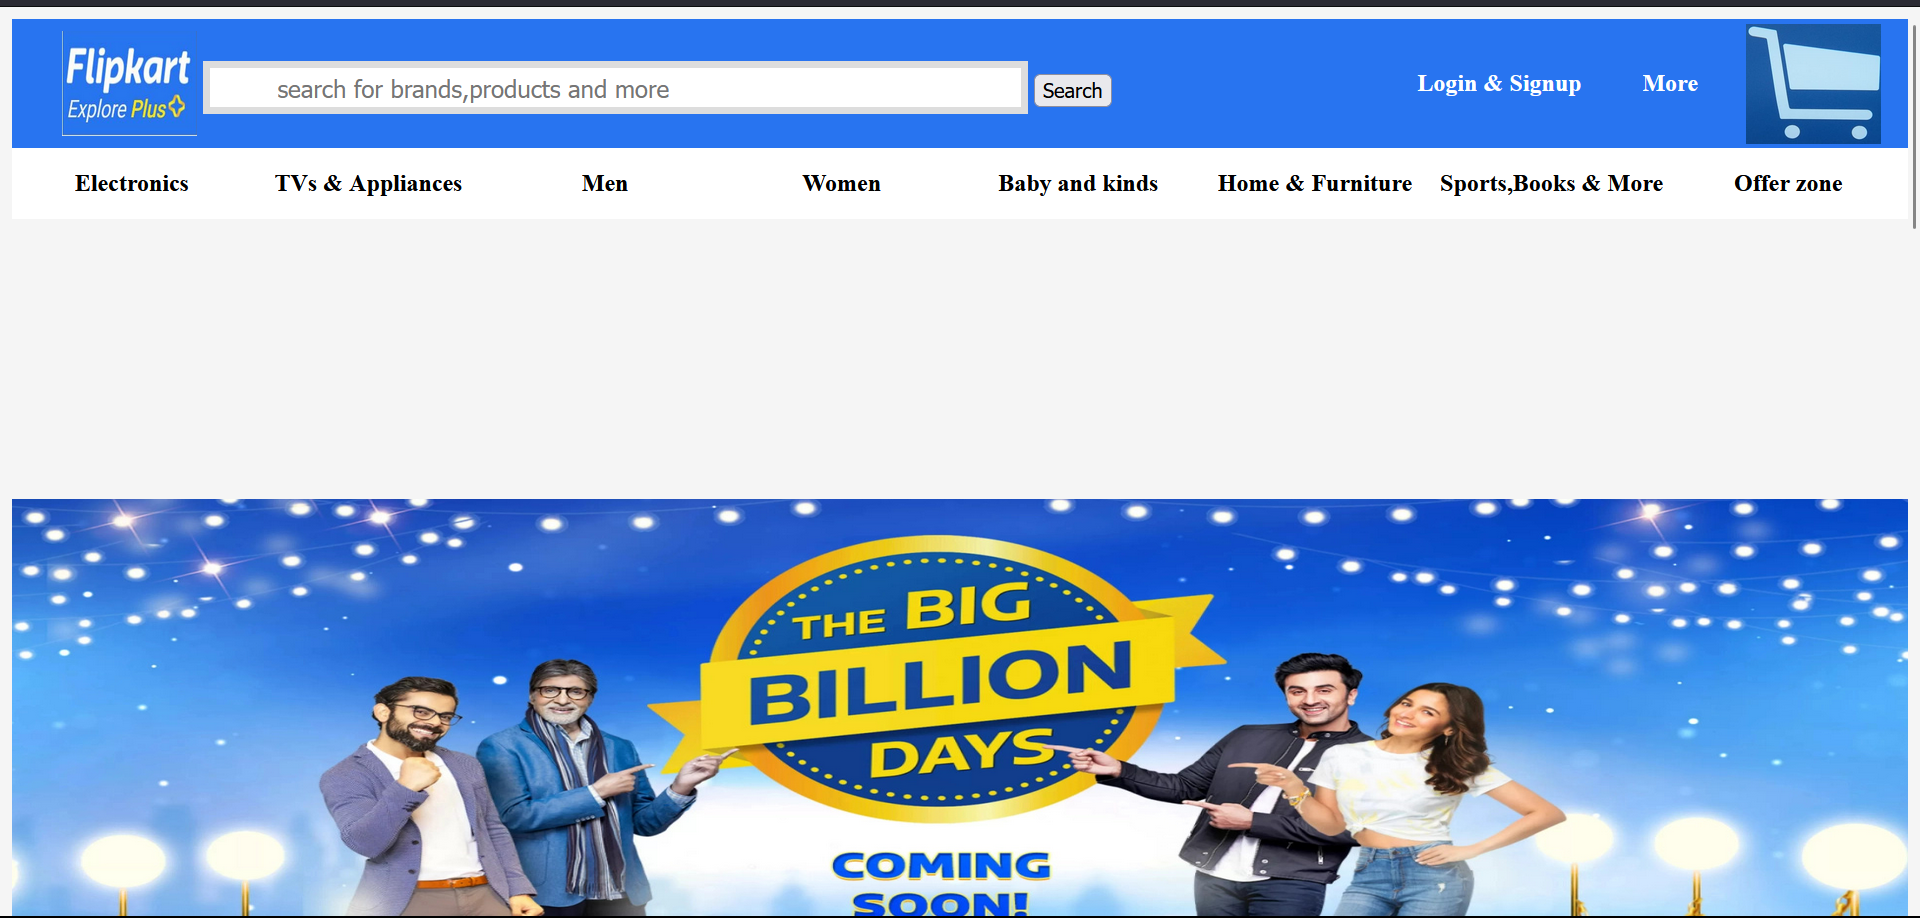 Flipkart
Explore Plus
search for brands,products and more
Search
Login & Signup
More
Electronics
TVs & Appliances
Men
Women
Baby and kinds
Home & Furniture
Sports,Books & More
Offer zone
THE BIG
BILLION
DAYS
COMING
SOON!